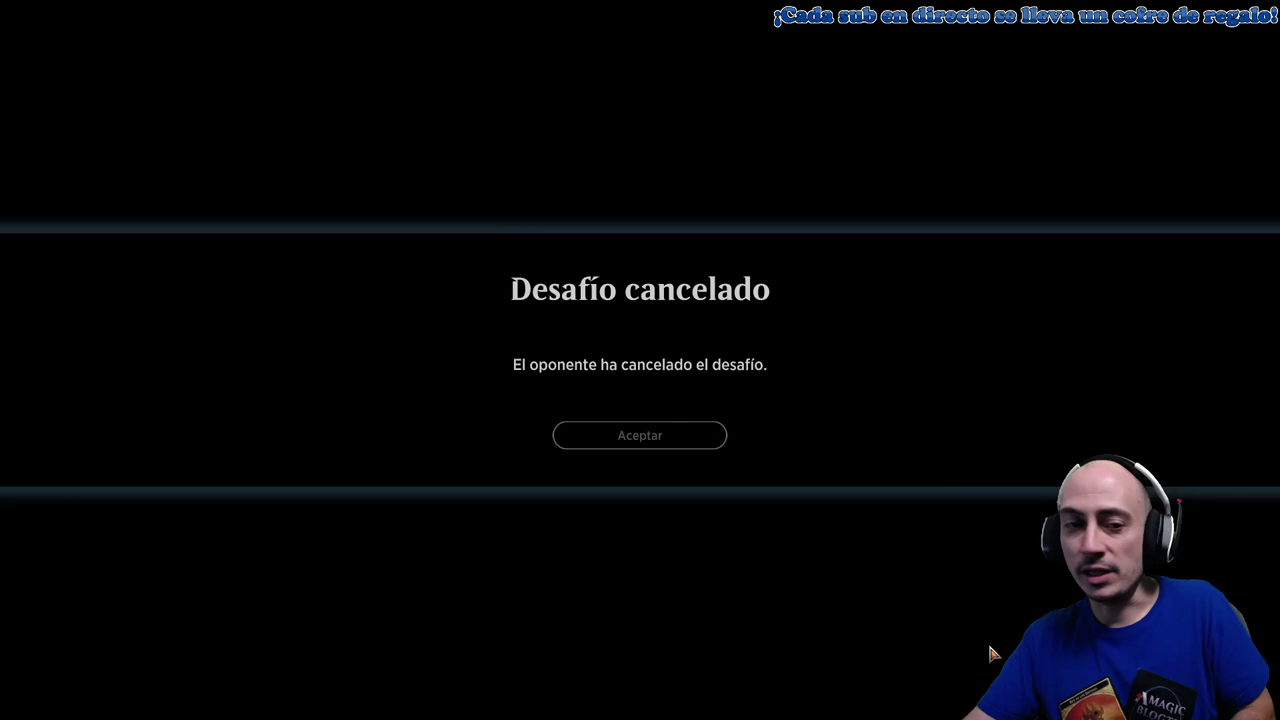 ¡Cada sub en directo se lleva un cofre de regalo!
Desafío cancelado
El oponente ha cancelado el desafío.
Aceptar
MAGIC